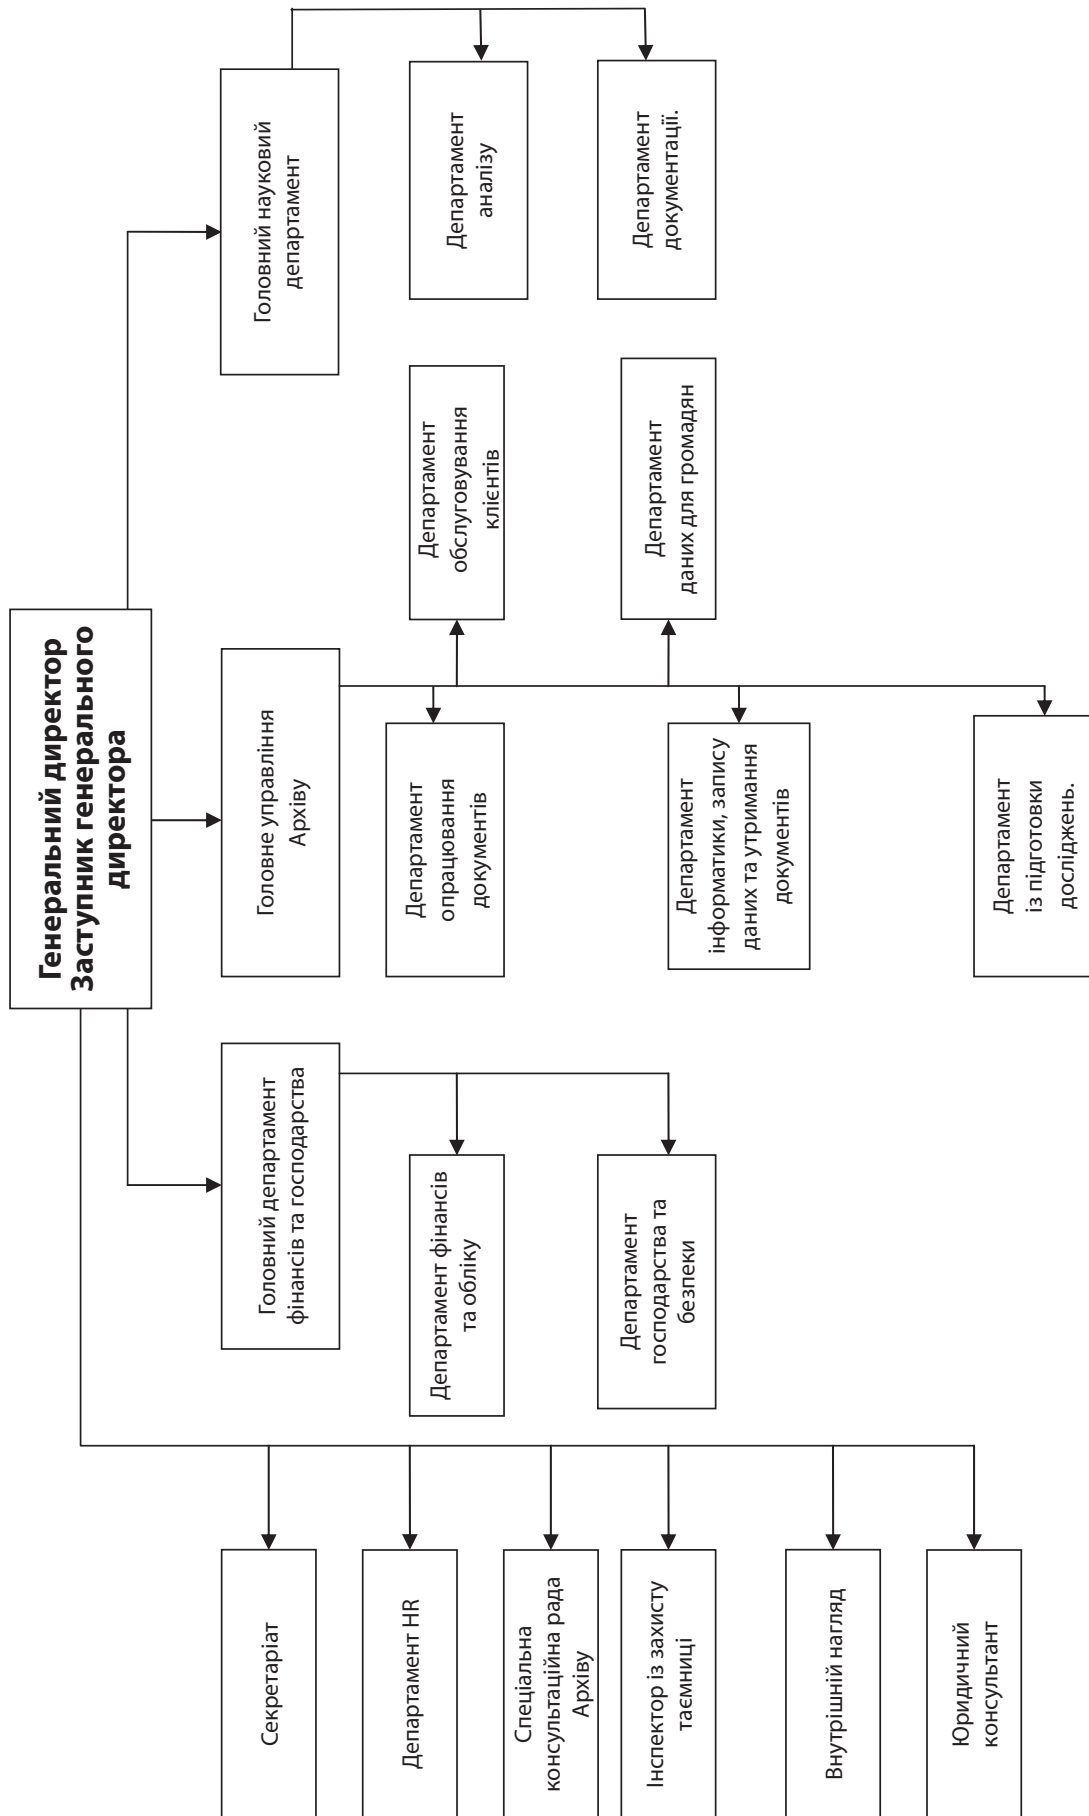 Генеральний директор
Заступник генерального
директора
Секретаріат
Департамент HR
Спеціальна
консультаційна рада
Архіву
Інспектор із захисту
таємниці
Внутрішній нагляд
Юридичний
консультант
Головний департамент
фінансів та господарства
Департамент фінансів
та обліку
Департамент
господарства та
безпеки
Головне управління
Архіву
Департамент
опрацювання
документів
Департамент
інформатики, запису
даних та утримання
документів
Департамент
із підготовки
досліджень.
Департамент
обслуговування
клієнтів
Департамент
даних для громадян
Головний науковий
департамент
Департамент
аналізу
Департамент
документації.